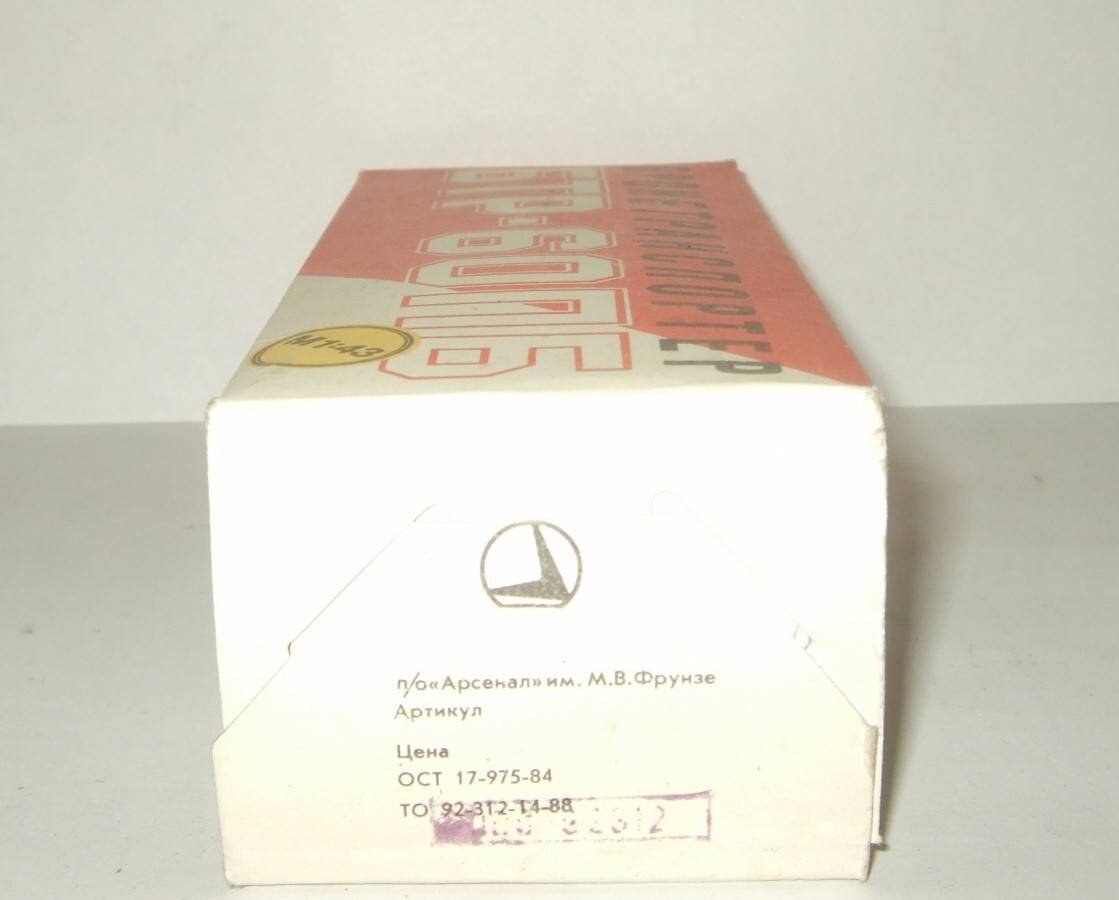 БРОНЕТРАНСПОРТЕР
БТР-60ПБ
М1:43
п/о«Арсенал» им. М.В.Фрунзе
Артикул
Цена
ОСТ 17-975-84
ТО 92-312-14-88